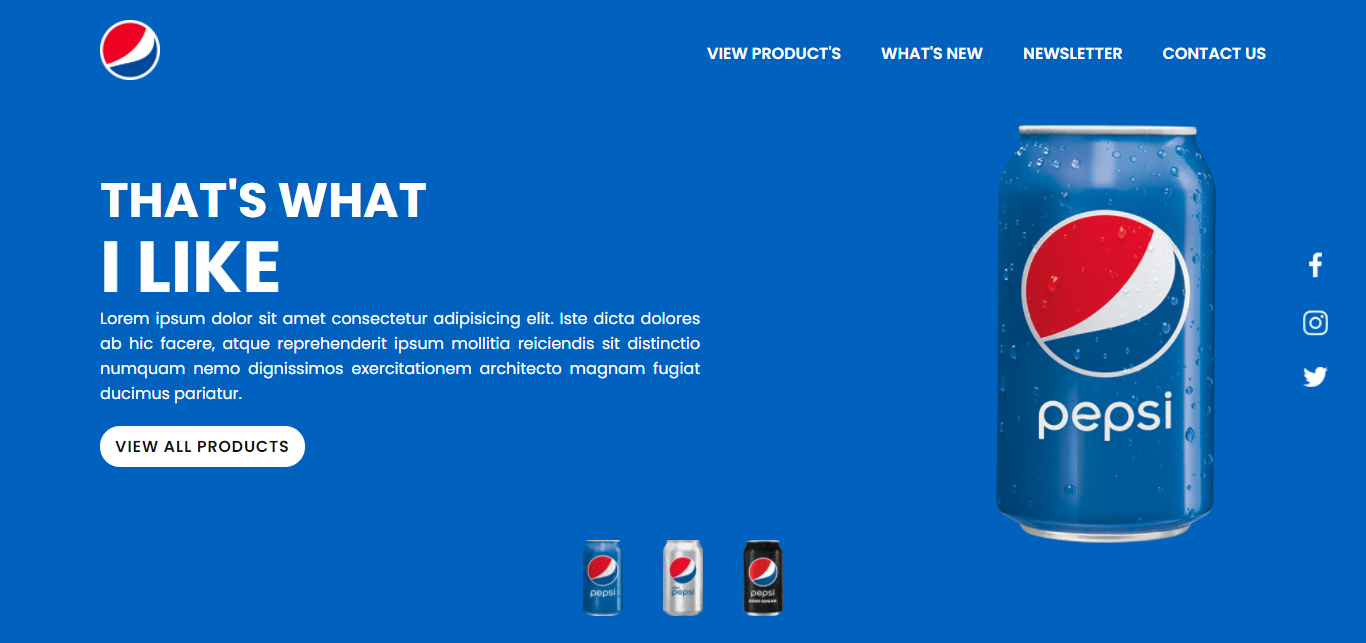 VIEW PRODUCT'S WHAT'S NEW NEWSLETTER CONTACT US
THAT'S WHAT
I LIKE
Lorem ipsum dolor sit amet consectetur adipisicing elit. Iste dicta dolores
ab hic facere, atque reprehenderit ipsum mollitia reiciendis sit distinctio
numquam nemo dignissimos exercitationem architecto magnam fugiat
ducimus pariatur.
VIEW ALL PRODUCTS
pepsi
pepsi
pepsi
pepsi
ZERO SUGAR